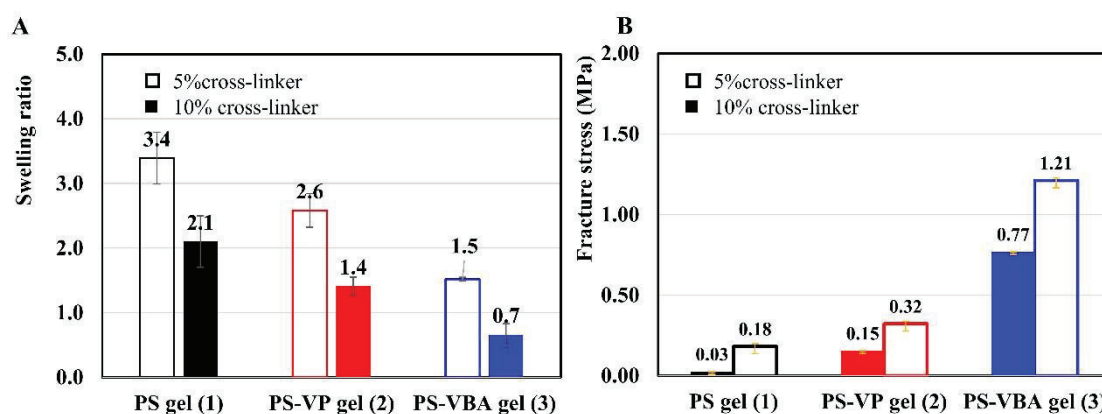 A
Swelling ratio
5.0
4.0
3.0
2.0
1.0
0.0
5%cross-linker
10% cross-linker
3.4
2.1
2.6
1.4
1.5
0.7
PS gel (1)
PS-VP gel (2)
PS-VBA gel (3)
B
Fracture stress (MPa)
2.00
1.50
1.00
0.50
0.00
5% cross-linker
10% cross-linker
0.03
0.18
0.15
0.32
0.77
1.21
PS gel (1)
PS-VP gel (2)
PS-VBA gel (3)